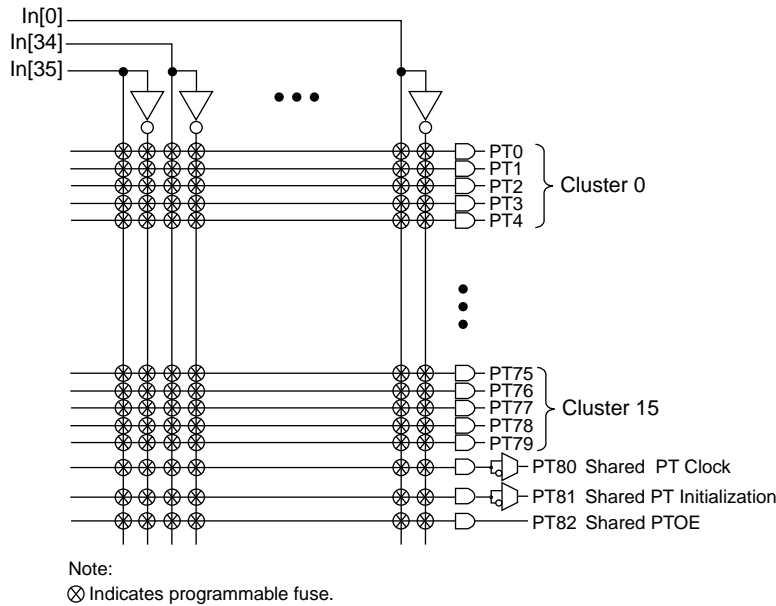 In[0]
In[34]
In[35]
PT0
PT1
PT2
PT3
PT4
Cluster 0
PT75
PT76
PT77
PT78
PT79
Cluster 15
PT80 Shared PT Clock
PT81 Shared PT Initialization
PT82 Shared PTOE
Note:
Indicates programmable fuse.